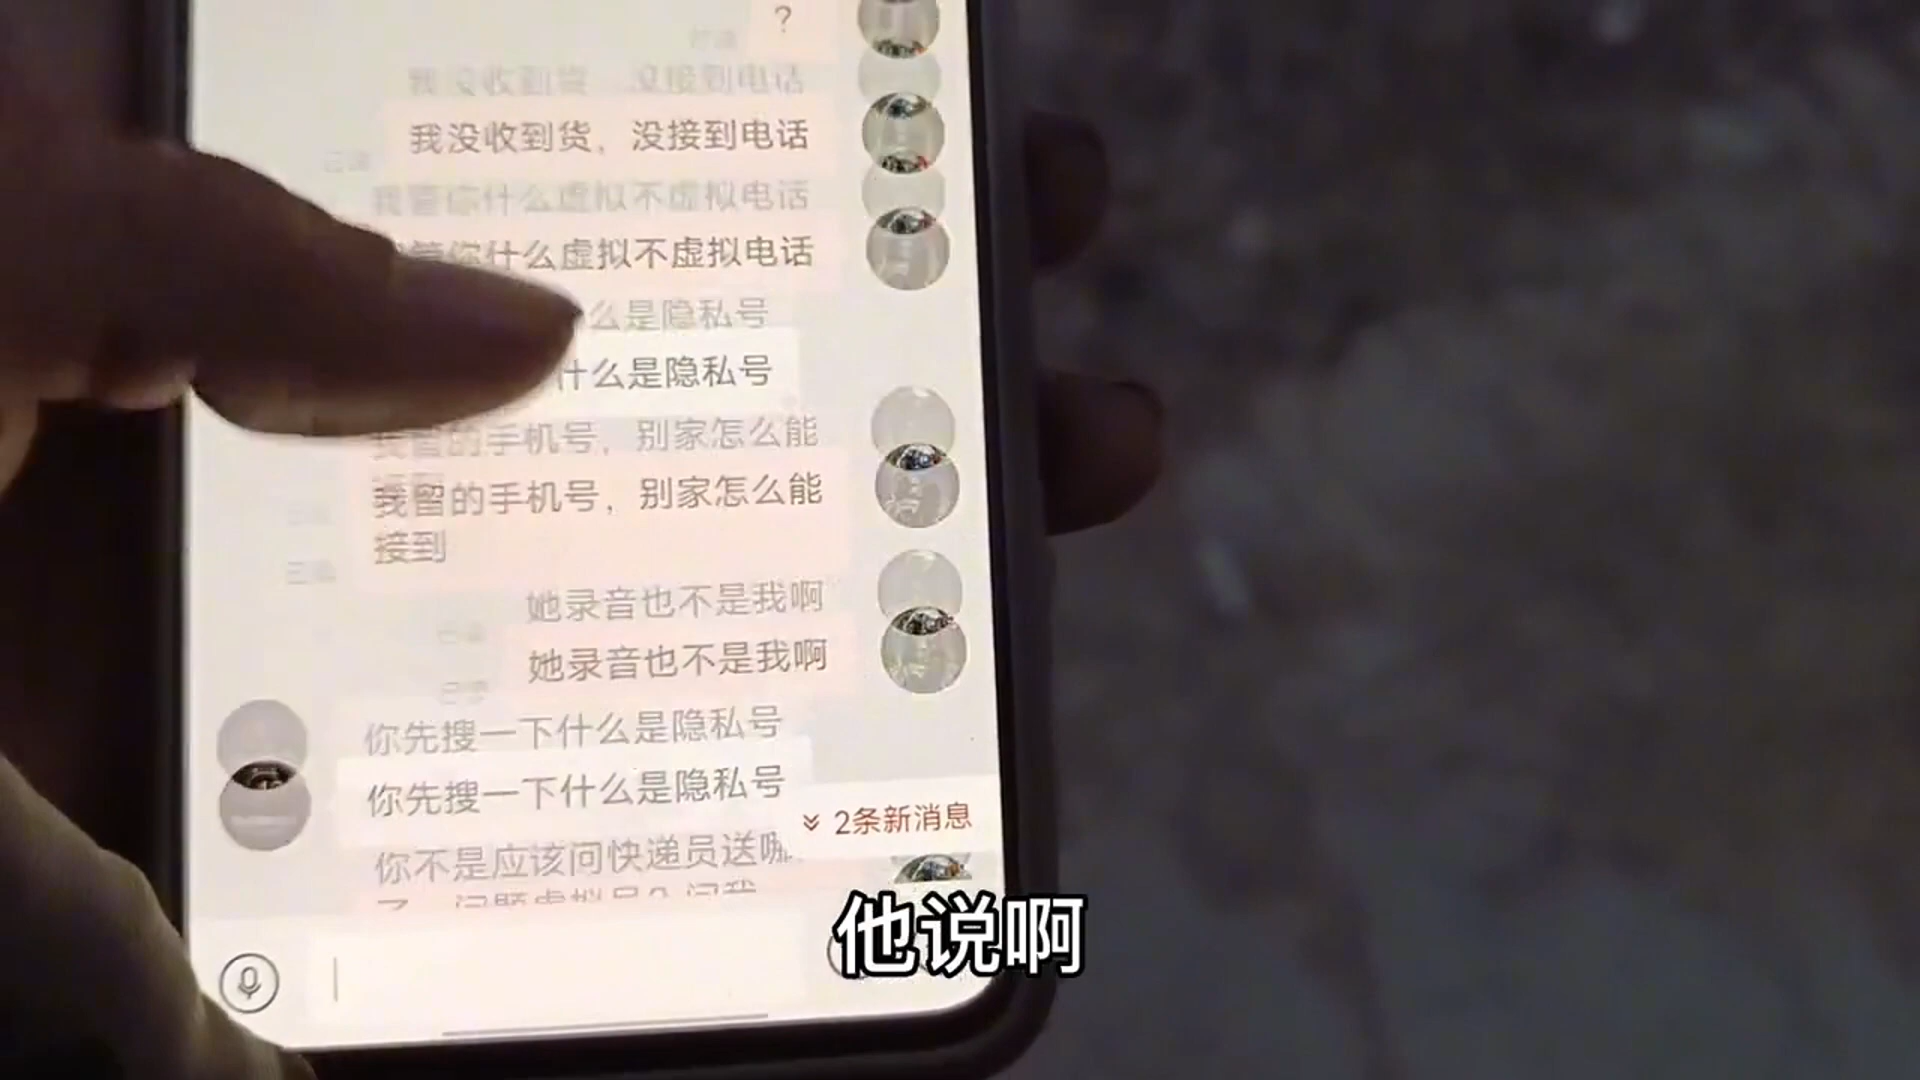 ?
我没收到货 没接到电话
我没收到货，没接到电话
我管你什么虚拟不虚拟电话
管你什么虚拟不虚拟电话
么是隐私号
什么是隐私号
我留的手机号，别家怎么能
我留的手机号，别家怎么能
接到
她录音也不是我啊
她录音也不是我啊
你先搜一下什么是隐私号
你先搜一下什么是隐私号
2条新消息
你不是应该问快递员送哪
他说啊